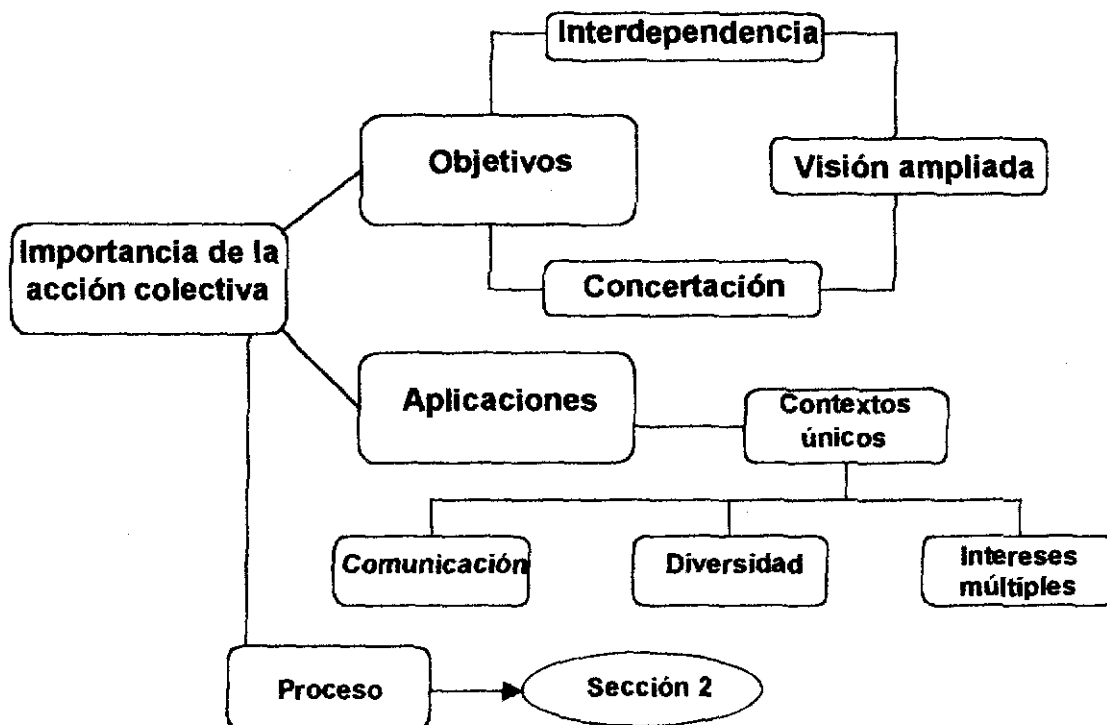 Interdependencia
Objetivos
Visión ampliada
Importancia de la
acción colectiva
Concertación
Aplicaciones
Contextos
únicos
Comunicación
Diversidad
Intereses
múltiples
Proceso
Sección 2